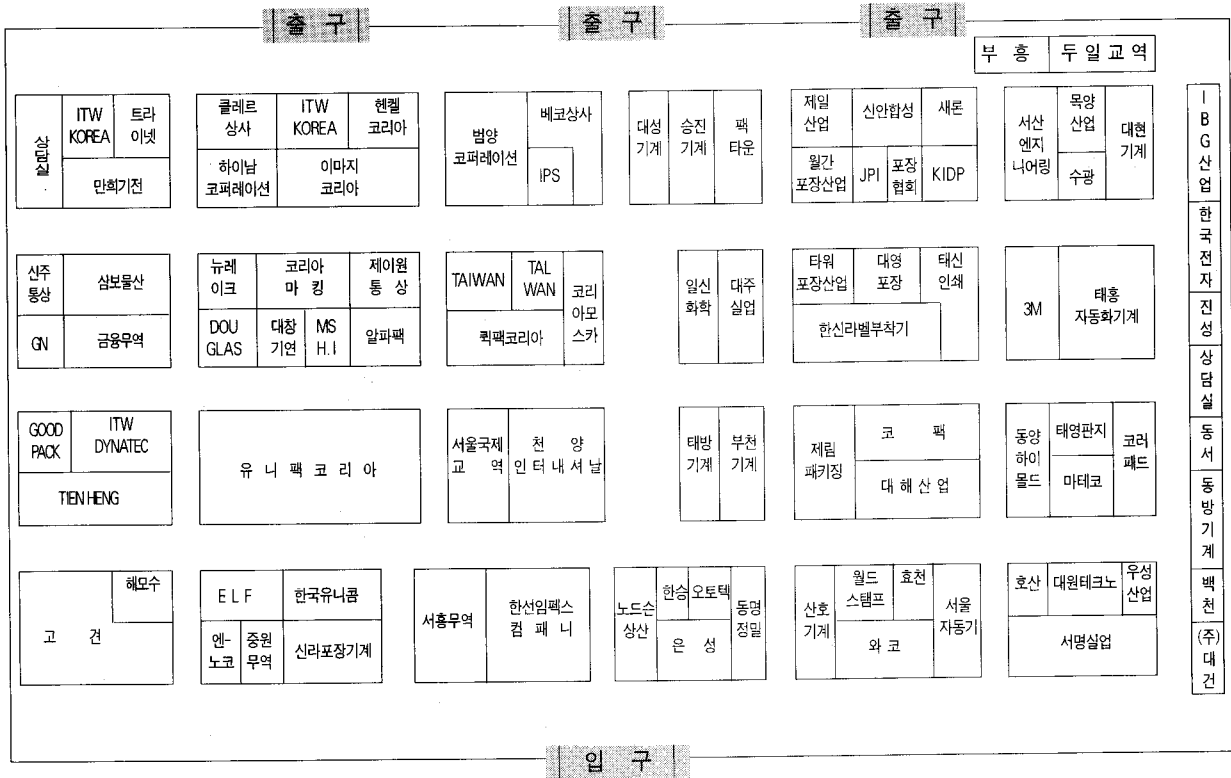 출 구
출 구
출 구
부 흥
두 일 교 역
상
담
실
ITW
KOREA
트라
이넷
만희기전
클레르
상사
ITW
KOREA
헨켈
코리아
하이남
코퍼레이션
이마지
코리아
범양
코퍼레이션
베코상사
iPS
대성
기계
승진
기계
팩
타운
제일
산업
신안합성
새론
월간
포장산업
JPI
포장
협회
KIDP
서산
엔지
니어링
목양
산업
수광
대현
기계
IBG산업
한국전자
진성
상담실
동서
동방기계
백천
(주)대건
신주
통상
삼보물산
GN
금융무역
뉴레
이크
코리아
마 킹
제이원
통 상
DOU
GLAS
대창
기연
MS
H.I
알파팩
TAIWAN
TAL
WAN
코리
아모
스카
퀵팩코리아
일신
화학
대주
실업
타워
포장산업
대영
포장
태신
인쇄
한신라벨부착기
3M
태홍
자동화기계
GOOD
PACK
ITW
DYNATEC
TIEN HENG
유 니 팩 코 리 아
서울국제
교 역
천 양
인 터 내 셔 날
태방
기계
부천
기계
제림
패키징
코 팩
대 해 산 업
동양
하이
몰드
태영판지
마테코
코러
패드
고 견
해모수
E L F
한국유니콤
엔-
노코
중원
무역
신라포장기계
서흥무역
한선임펙스
컴 패 니
노드슨
상산
한승
오토텍
은 성
동명
정밀
산호
기계
월드
스탬프
효천
와 코
서울
자동기
호산
대원테크노
우성
산업
서명실업
입 구